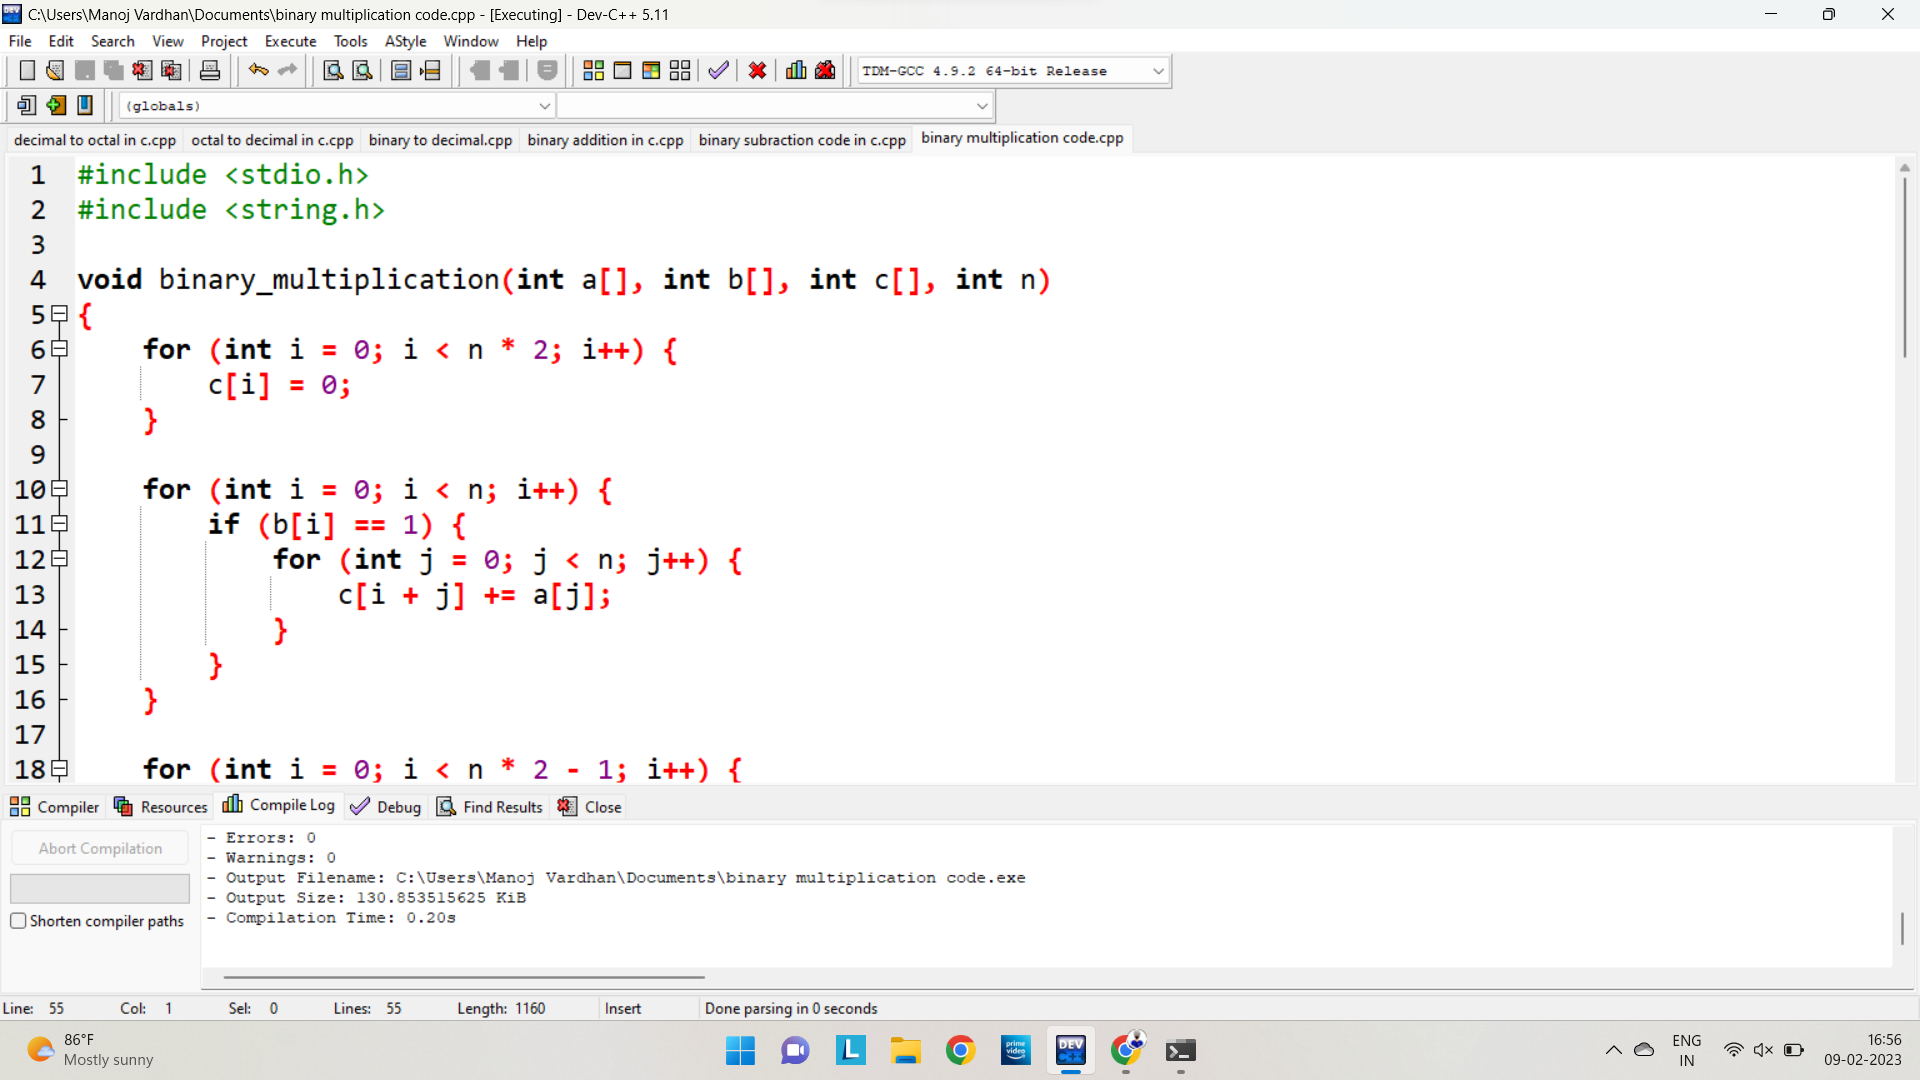 C:\Users\Manoj Vardhan\Documents\binary multiplication code.cpp - [Executing] - Dev-C++ 5.11
File Edit Search View Project Execute Tools AStyle Window Help
TDM-GCC 4.9.2 64-bit Release
(globals)
decimal to octal in c.cpp octal to decimal in c.cpp binary to decimal.cpp binary addition in c.cpp binary subraction code in c.cpp binary multiplication code.cpp
1 #include <stdio.h>
2 #include <string.h>
3
4 void binary_multiplication(int a[], int b[], int c[], int n)
5 {
6 for (int i = 0; i < n * 2; i++) {
7 c[i] = 0;
8 }
9
10 for (int i = 0; i < n; i++) {
11 if (b[i] == 1) {
12 for (int j = 0; j < n; j++) {
13 c[i + j] += a[j];
14 }
15 }
16 }
17
18 for (int i = 0; i < n * 2 - 1; i++) {
Compiler Resources Compile Log Debug Find Results Close
Abort Compilation
Shorten compiler paths
- Errors: 0
- Warnings: 0
- Output Filename: C:\Users\Manoj Vardhan\Documents\binary multiplication code.exe
- Output Size: 130.853515625 KiB
- Compilation Time: 0.20s
Line: 55 Col: 1 Sel: 0 Lines: 55 Length: 1160 Insert Done parsing in 0 seconds
86°F
Mostly sunny
L
prime video
DEV C++
ENG
IN
16:56
09-02-2023